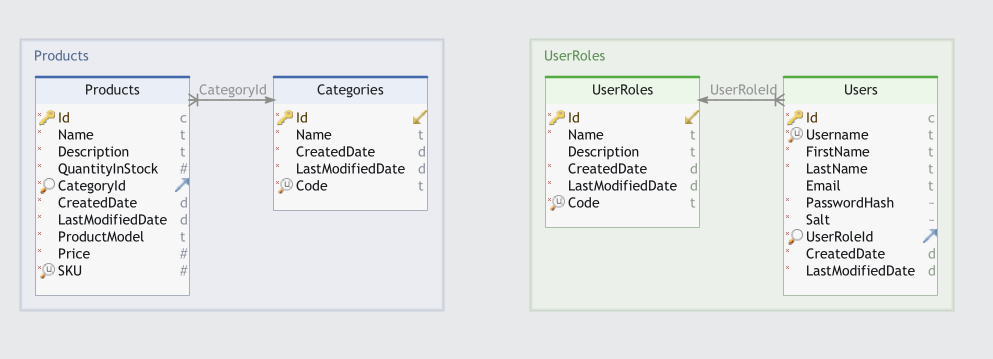 Products
Products
CategoryId
Categories
Id c
Name t
Description t
QuantityInStock #
CategoryId
CreatedDate d
LastModifiedDate d
ProductModel t
Price #
u SKU #
Id
Name t
CreatedDate d
LastModifiedDate d
u Code t
UserRoles
UserRoles
UserRoleId
Users
Id
Name t
Description t
CreatedDate d
LastModifiedDate d
u Code t
Id c
u Username t
FirstName t
LastName t
Email t
PasswordHash ~
Salt ~
UserRoleId
CreatedDate d
LastModifiedDate d